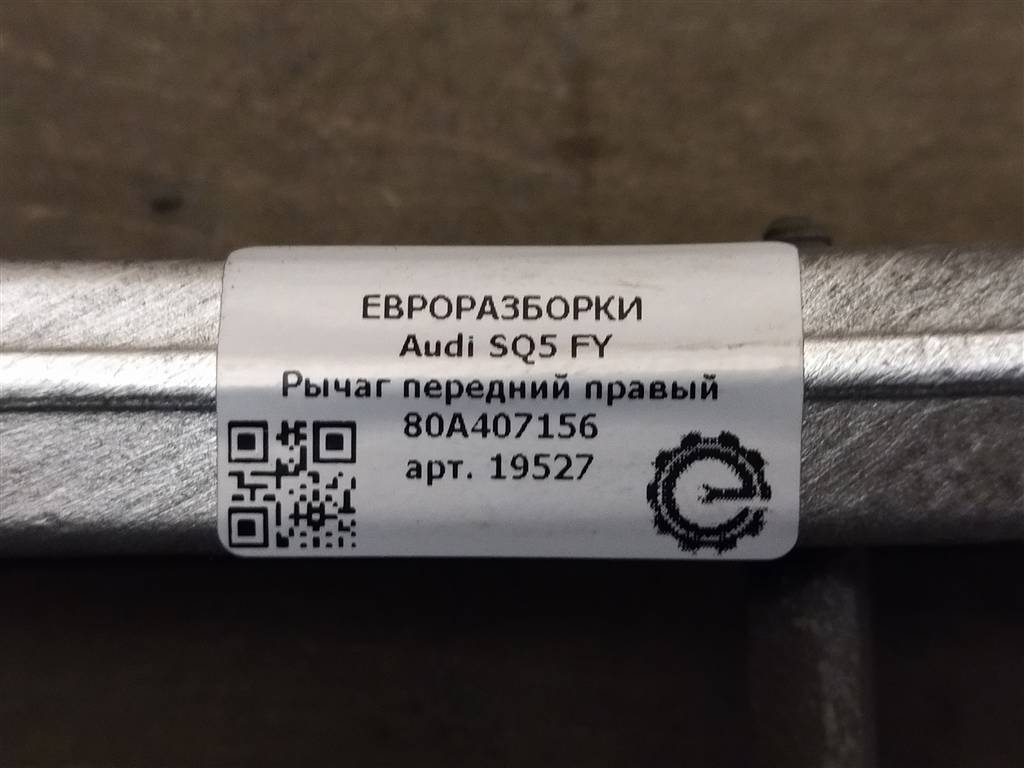 ЕВРОРАЗБОРКИ
Audi SQ5 FY
Рычаг передний правый
80A407156
арт. 19527